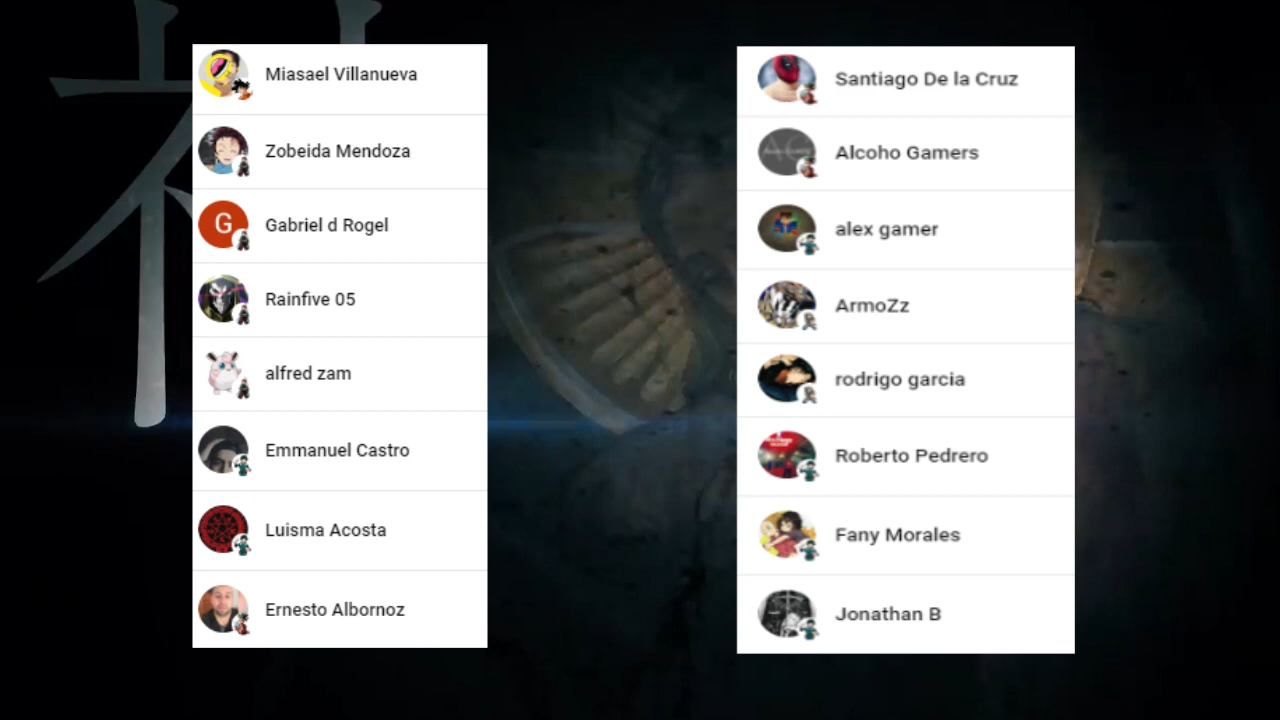 Miasael Villanueva
Zobeida Mendoza
G
Gabriel d Rogel
Rainfive 05
alfred zam
Emmanuel Castro
Luisma Acosta
Ernesto Albornoz
Santiago De la Cruz
Alcoho Gamers
alex gamer
ArmoZz
rodrigo garcia
Roberto Pedrero
Fany Morales
Jonathan B